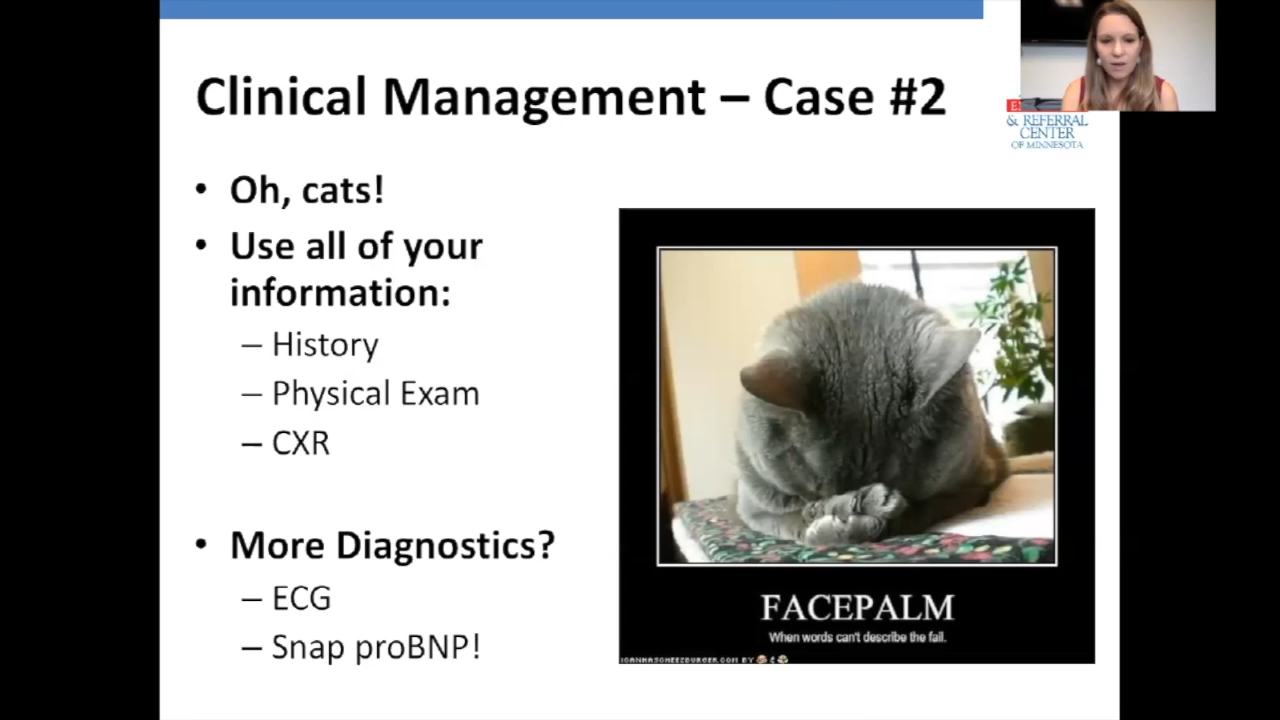 Clinical Management – Case #2
E
& REFERRAL
CENTER
OF MINNESOTA
• Oh, cats!
• Use all of your
information:
– History
– Physical Exam
– CXR
• More Diagnostics?
– ECG
– Snap proBNP!
FACEPALM
When words can't describe the fail.
ICANHASCHEEZBURGER.COM BY